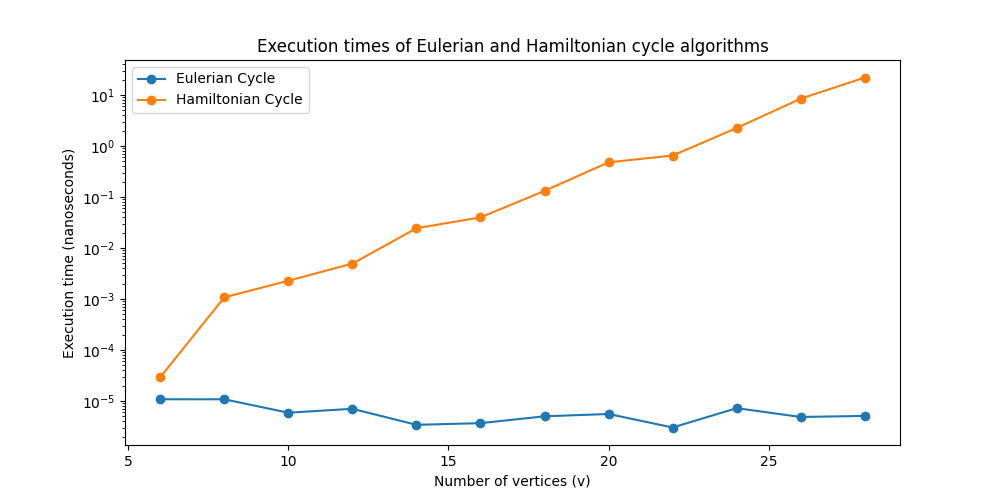 Execution times of Eulerian and Hamiltonian cycle algorithms
Eulerian Cycle
Hamiltonian Cycle
Execution time (nanoseconds)
10¹
10⁰
10⁻¹
10⁻²
10⁻³
10⁻⁴
10⁻⁵
5 10 15 20 25
Number of vertices (v)